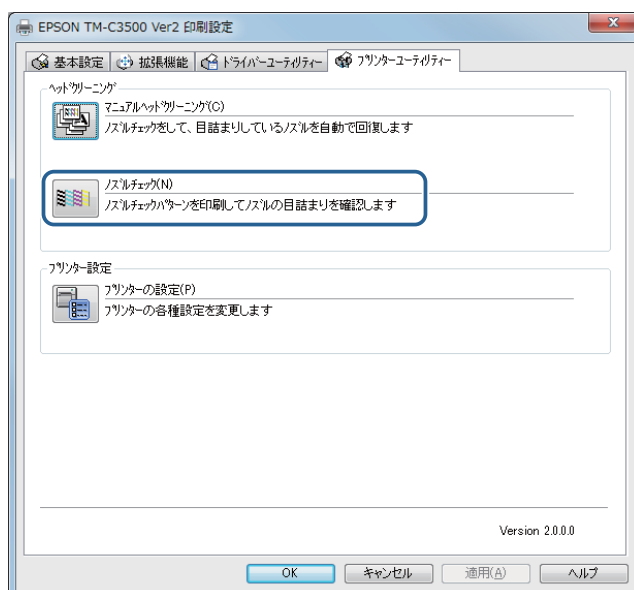 EPSON TM-C3500 Ver2 印刷設定
基本設定 拡張機能 ドライバーユーティリティー プリンターユーティリティー
ヘッドクリーニング
マニュアルヘッドクリーニング(C)
ノズルチェックをして、目詰まりしているノズルを自動で回復します
ノズルチェック(N)
ノズルチェックパターンを印刷してノズルの目詰まりを確認します
プリンター設定
プリンターの設定(P)
プリンターの各種設定を変更します
Version 2.0.0.0
OK キャンセル 適用(A) ヘルプ